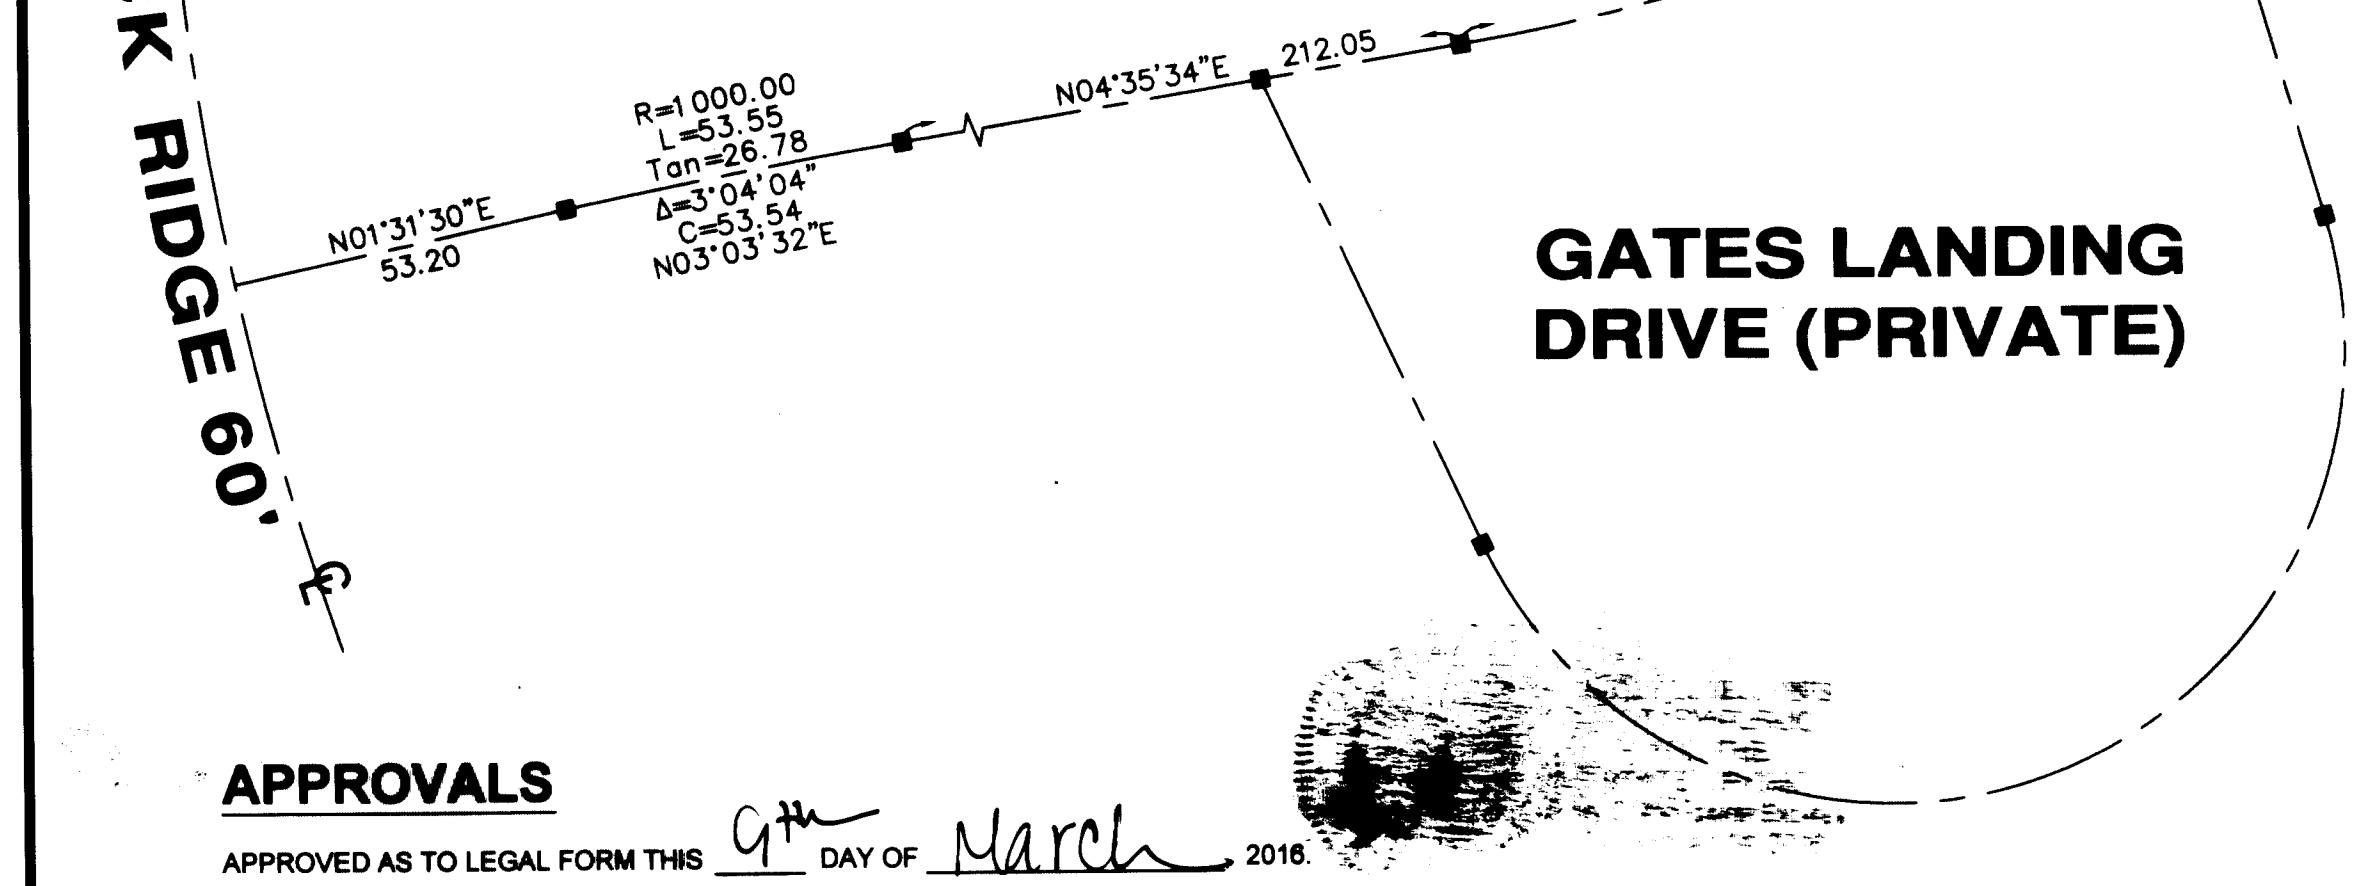 K RIDGE 60'
N01°31'30"E
53.20
R=1000.00
L=53.55
Tan=26.78
Δ=3°04'04"
C=53.54
N03°03'32"E
N04°35'34"E
212.05
GATES LANDING
DRIVE (PRIVATE)
℄
APPROVALS
APPROVED AS TO LEGAL FORM THIS 9th DAY OF March, 2016.